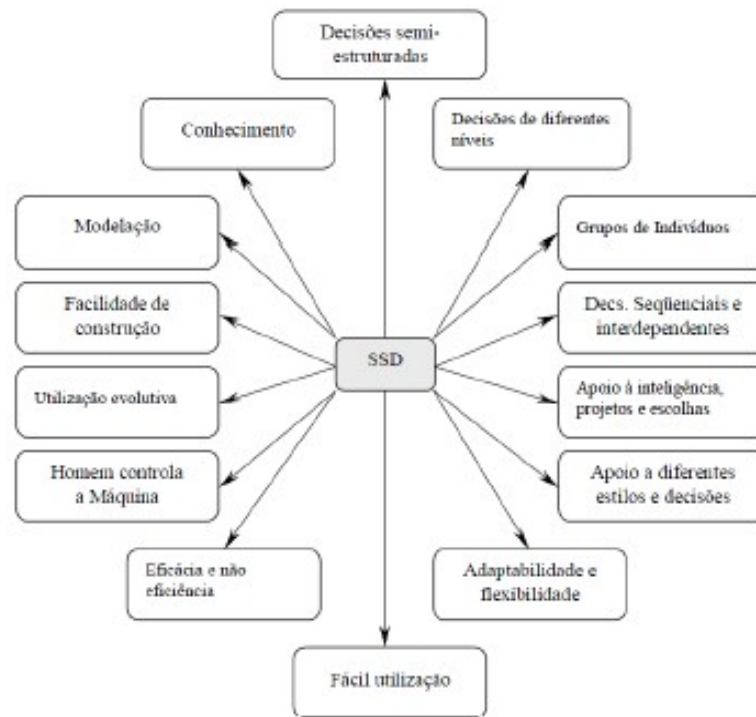 Decisões semi-
estruturadas
Conhecimento
Decisões de diferentes
níveis
Modelação
Grupos de Indivíduos
Facilidade de
construção
Decs. Seqüenciais e
interdependentes
SSD
Utilização evolutiva
Apoio à inteligência,
projetos e escolhas
Homem controla
a Máquina
Apoio a diferentes
estilos e decisões
Eficácia e não
eficiência
Adaptabilidade e
flexibilidade
Fácil utilização